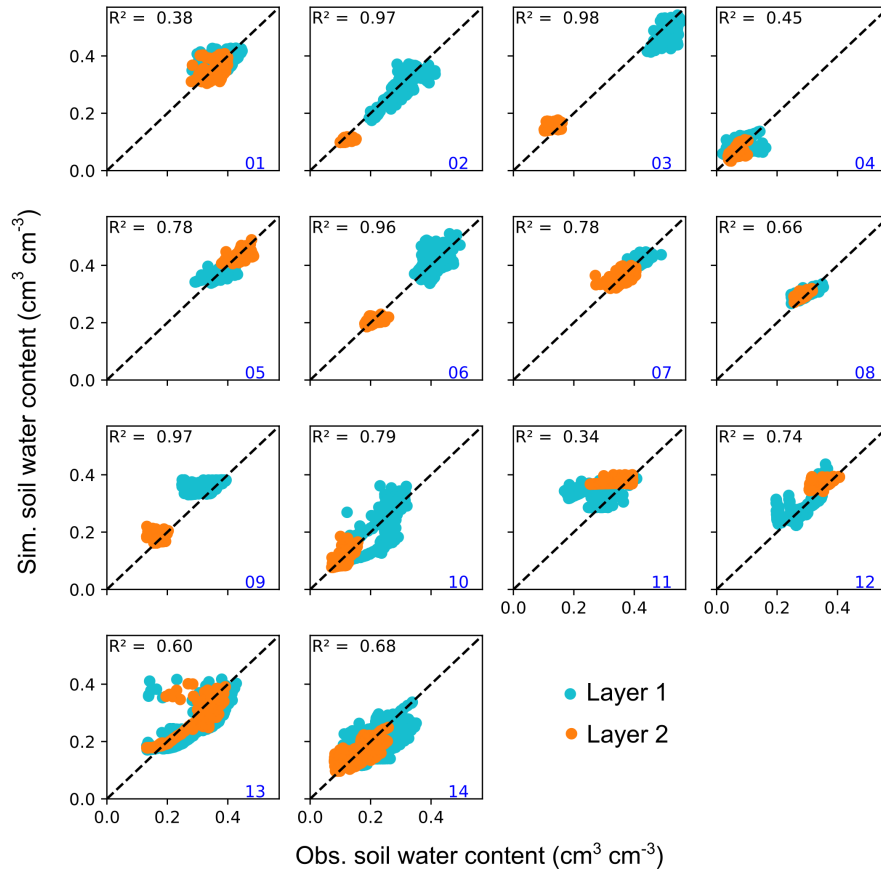 R² = 0.38
R² = 0.97
R² = 0.98
R² = 0.45
0.4
0.2
0.0
01
02
03
04
R² = 0.78
R² = 0.96
R² = 0.78
R² = 0.66
0.4
0.2
0.0
05
06
07
08
R² = 0.97
R² = 0.79
R² = 0.34
R² = 0.74
0.4
0.2
0.0
09
10
11
12
0.0 0.2 0.4
0.0 0.2 0.4
R² = 0.60
R² = 0.68
0.4
0.2
0.0
13
14
0.0 0.2 0.4
0.0 0.2 0.4
Layer 1
Layer 2
Sim. soil water content (cm³ cm⁻³)
Obs. soil water content (cm³ cm⁻³)